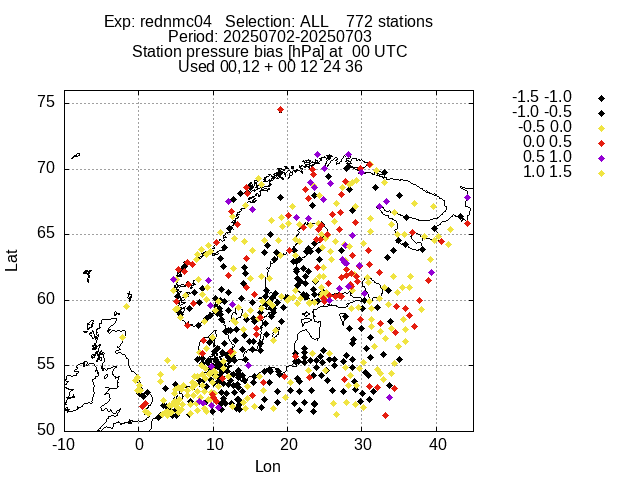 Exp: rednmc04 Selection: ALL 772 stations
Period: 20250702-20250703
Station pressure bias [hPa] at 00 UTC
Used 00,12 + 00 12 24 36
-1.5 -1.0
-1.0 -0.5
-0.5 0.0
0.0 0.5
0.5 1.0
1.0 1.5
75
70
65
60
55
50
Lat
-10 0 10 20 30 40
Lon